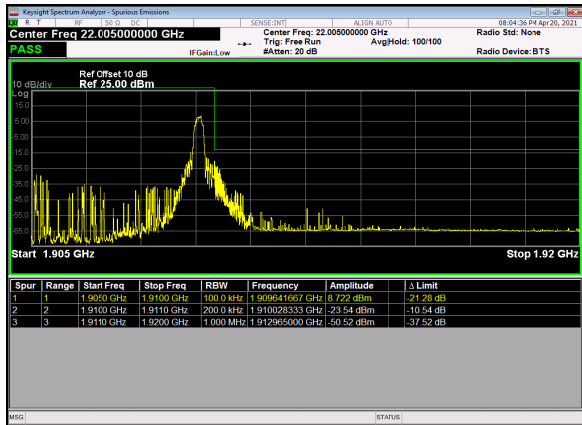 Keysight Spectrum Analyzer - Spurious Emissions
R T RF 50 Ω DC SENSE:INT ALIGN AUTO 08:04:36 PM Apr 20, 2021
Center Freq 22.005000000 GHz Center Freq: 22.005000000 GHz Radio Std: None
Trig: Free Run Avg|Hold: 100/100
PASS IFGain:Low #Atten: 20 dB Radio Device: BTS
Ref Offset 10 dB
10 dB/div Ref 25.00 dBm
Log
15.0
5.00
-5.00
-15.0
-25.0
-35.0
-45.0
-55.0
-65.0
Start 1.905 GHz Stop 1.92 GHz
Spur Range Start Freq Stop Freq RBW Frequency Amplitude Δ Limit
1 1 1.9050 GHz 1.9100 GHz 100.0 kHz 1.909641667 GHz 8.722 dBm -21.28 dB
2 2 1.9100 GHz 1.9110 GHz 200.0 kHz 1.910028333 GHz -23.54 dBm -10.54 dB
3 3 1.9110 GHz 1.9200 GHz 1.000 MHz 1.912965000 GHz -50.52 dBm -37.52 dB
MSG STATUS